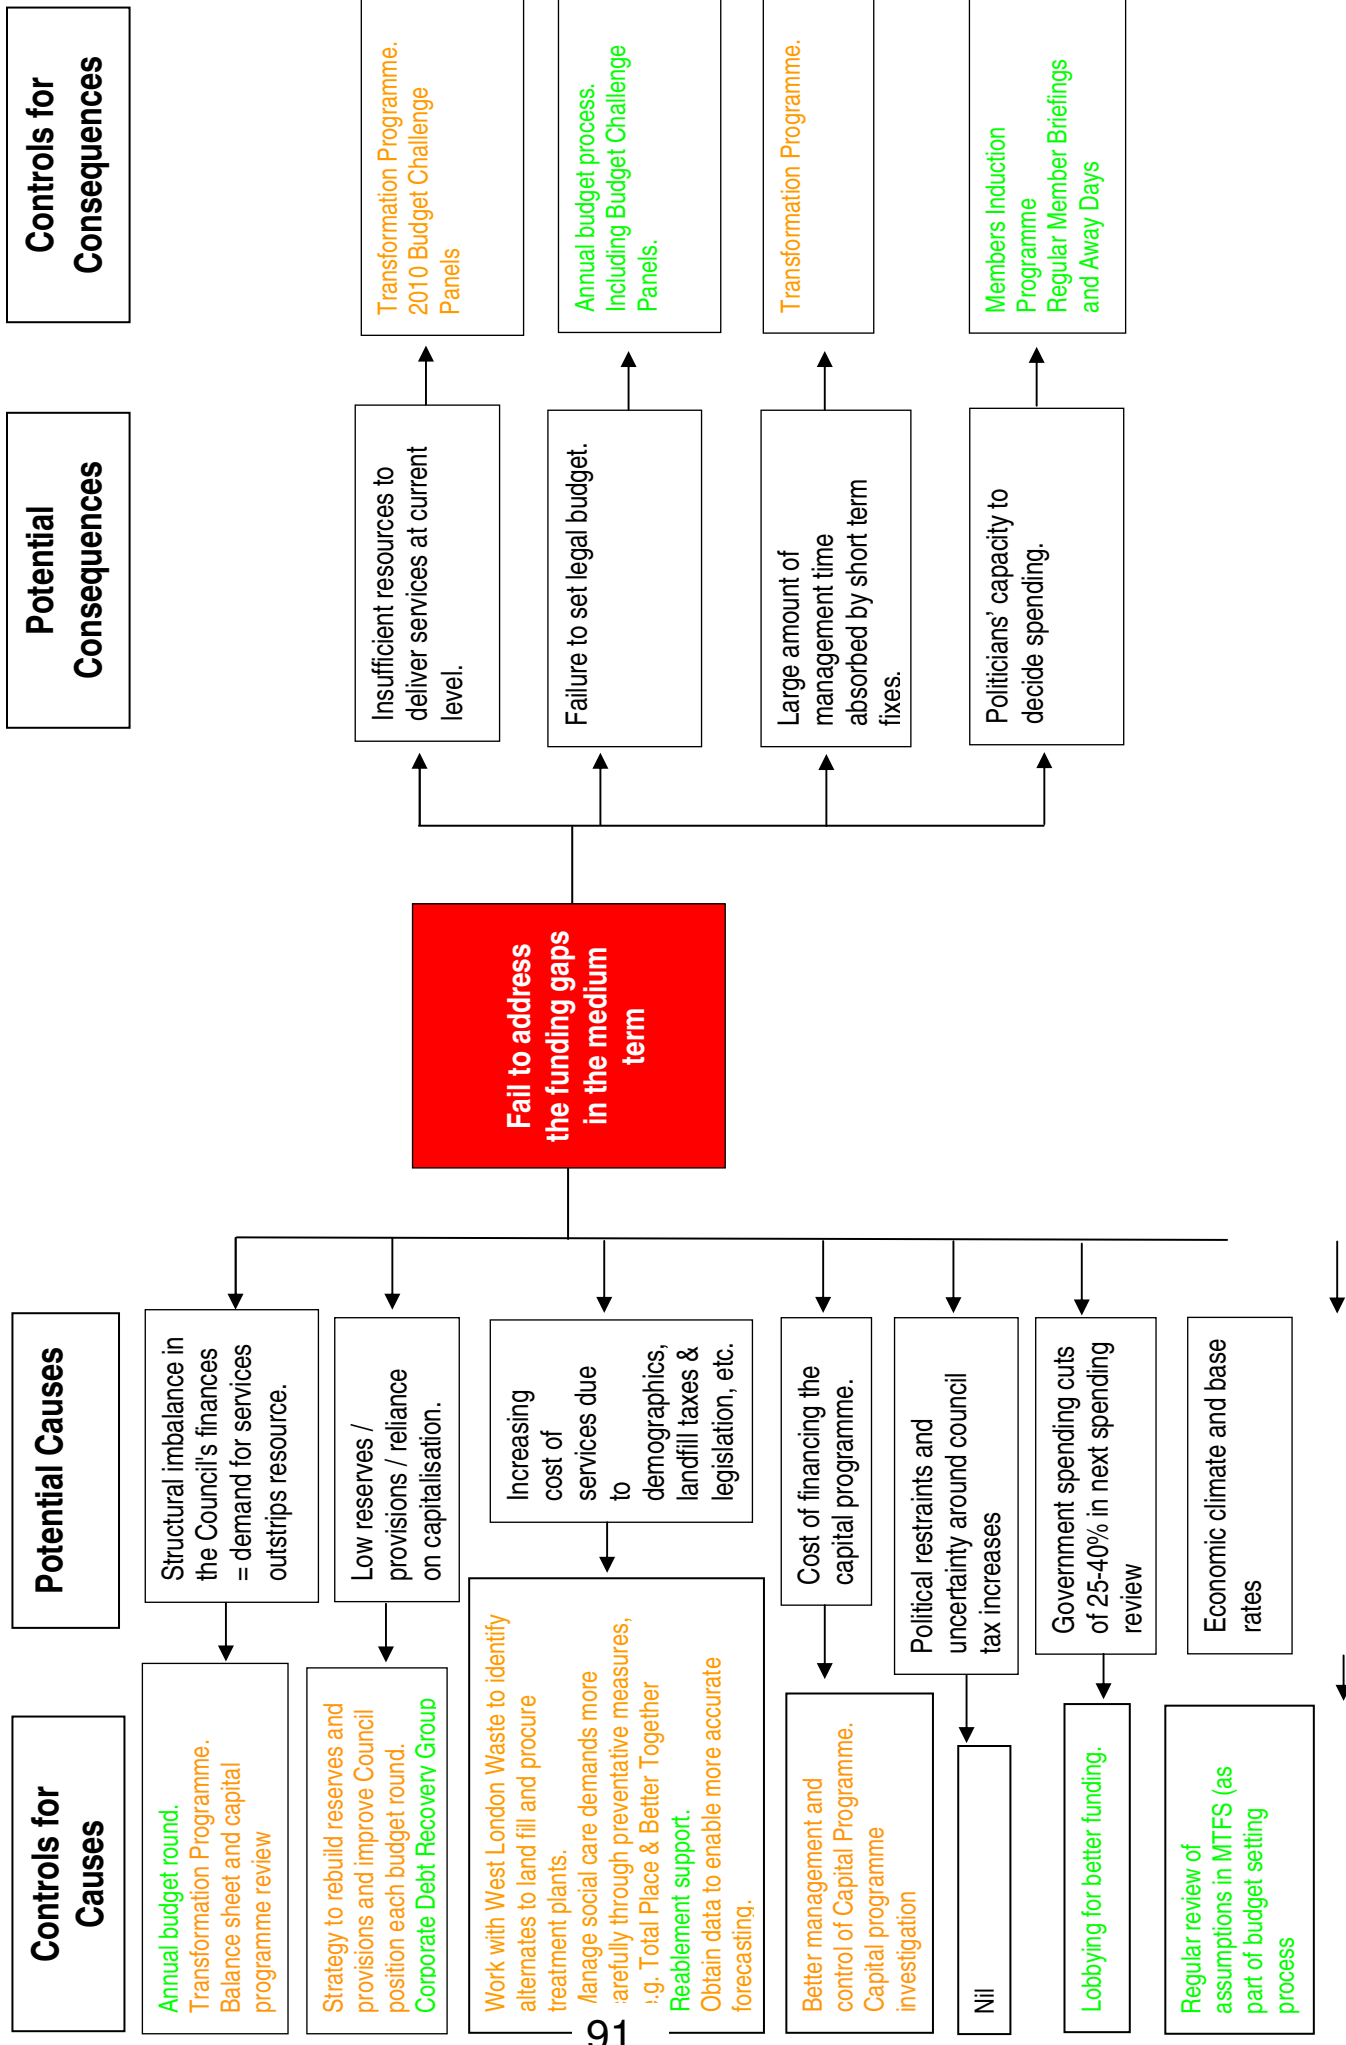 Controls for
Causes
Potential Causes
Potential
Consequences
Controls for
Consequences
Annual budget round.
Transformation Programme.
Balance sheet and capital
programme review
Structural imbalance in
the Council's finances
= demand for services
outstrips resource.
Strategy to rebuild reserves and
provisions and improve Council
position each budget round.
Corporate Debt Recovery Group
Low reserves /
provisions / reliance
on capitalisation.
Work with West London Waste to identify
alternates to land fill and procure
treatment plants.
social care demands more
through preventative measures,
Total Place & Better Together
Reablement support.
Obtain data to enable more accurate
forecasting.
Increasing
cost of
services due
to
demographics,
landfill taxes &
legislation, etc.
Better management and
control of Capital Programme.
Capital programme
investigation
Cost of financing the
capital programme.
Nil
Political restraints and
uncertainty around council
tax increases
Lobbying for better funding.
Government spending cuts
of 25-40% in next spending
review
Regular review of
assumptions in MTFS (as
part of budget setting
process
Economic climate and base
rates
Fail to address
the funding gaps
in the medium
term
Insufficient resources to
deliver services at current
level.
Transformation Programme.
2010 Budget Challenge
Panels
Failure to set legal budget.
Annual budget process.
Including Budget Challenge
Panels.
Large amount of
management time
absorbed by short term
fixes.
Transformation Programme.
Politicians' capacity to
decide spending.
Members Induction
Programme
Regular Member Briefings
and Away Days
91